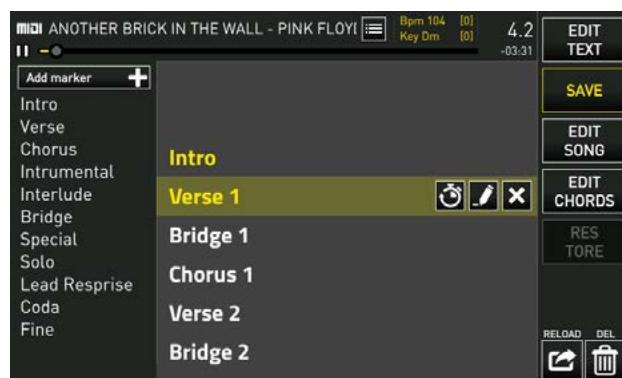 miDI ANOTHER BRICK IN THE WALL - PINK FLOYI
Bpm 104 [0]
Key Dm [0]
4.2
-03:31
Add marker
Intro
Verse
Chorus
Intrumental
Interlude
Bridge
Special
Solo
Lead Resprise
Coda
Fine
Intro
Verse 1
Bridge 1
Chorus 1
Verse 2
Bridge 2
EDIT
TEXT
SAVE
EDIT
SONG
EDIT
CHORDS
RES
TORE
RELOAD DEL